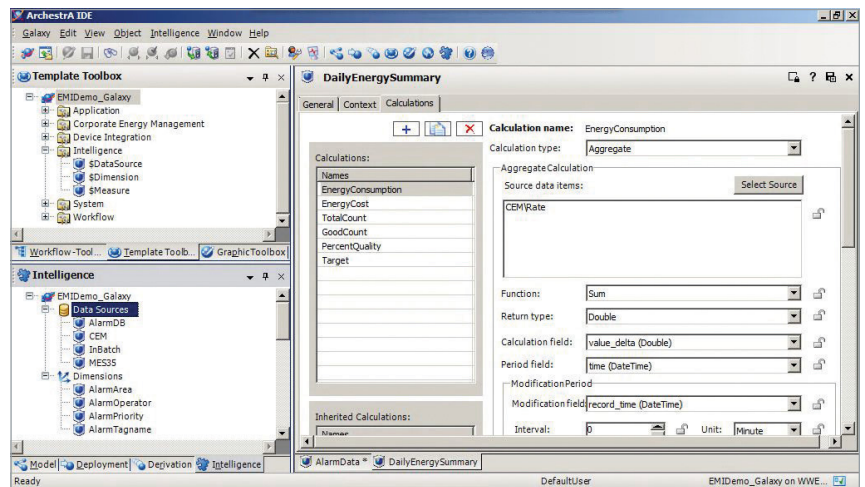 ArchestrA IDE
Galaxy Edit View Object Intelligence Window Help
Template Toolbox
EMIDemo_Galaxy
Application
Corporate Energy Management
Device Integration
Intelligence
$DataSource
$Dimension
$Measure
System
Workflow
Workflow-Tool... Template Toolb... GraphicToolbox
Intelligence
EMIDemo_Galaxy
Data Sources
AlarmDB
CEM
InBatch
MES35
Dimensions
AlarmArea
AlarmOperator
AlarmPriority
AlarmTagname
Model Deployment Derivation Intelligence
DailyEnergySummary
General Context Calculations
Calculations:
Names
EnergyConsumption
EnergyCost
TotalCount
GoodCount
PercentQuality
Target
Inherited Calculations:
Names
Calculation name: EnergyConsumption
Calculation type: Aggregate
AggregateCalculation
Source data items: Select Source
CEM\Rate
Function: Sum
Return type: Double
Calculation field: value_delta (Double)
Period field: time (DateTime)
ModificationPeriod
Modification field: record_time (DateTime)
Interval: 0 Unit: Minute
AlarmData * DailyEnergySummary
Ready DefaultUser EMIDemo_Galaxy on WWE...